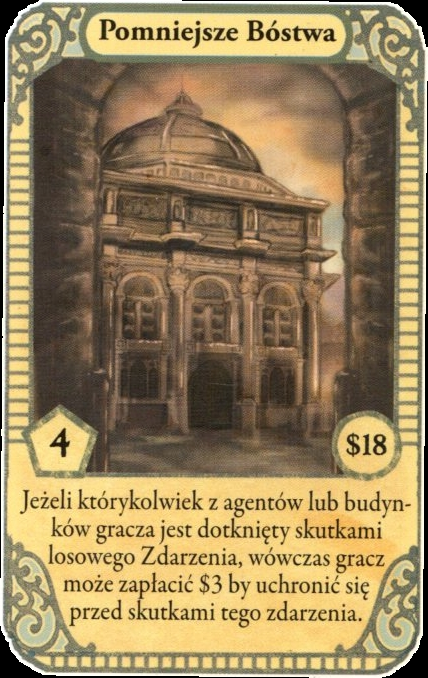 Pomniejsze Bóstwa
4
$18
Jeżeli którykolwiek z agentów lub budyn-
ków gracza jest dotknięty skutkami
losowego Zdarzenia, wówczas gracz
może zapłacić $3 by uchronić się
przed skutkami tego zdarzenia.